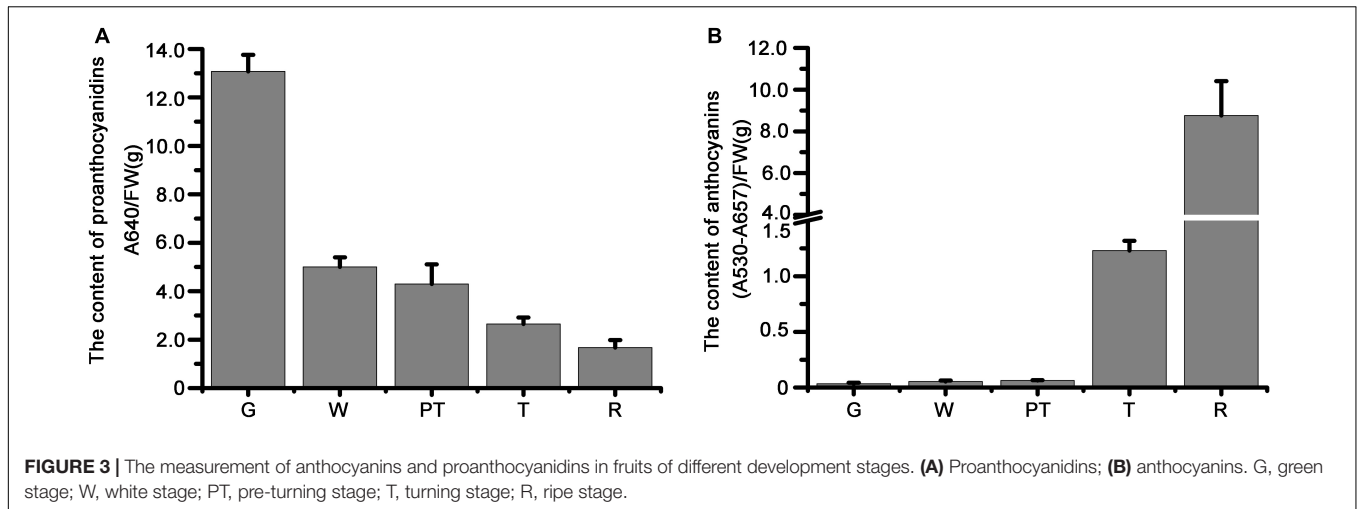 A
The content of proanthocyanidins
A640/FW(g)
14.0
12.0
10.0
8.0
6.0
4.0
2.0
0
G W PT T R
B
The content of anthocyanins
(A530-A657)/FW(g)
12.0
10.0
8.0
6.0
4.0
1.5
1.0
0.5
0
G W PT T R
FIGURE 3 | The measurement of anthocyanins and proanthocyanidins in fruits of different development stages. (A) Proanthocyanidins; (B) anthocyanins. G, green
stage; W, white stage; PT, pre-turning stage; T, turning stage; R, ripe stage.